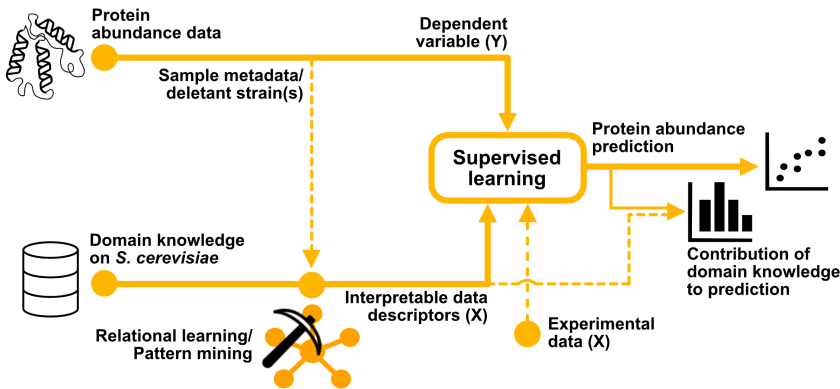 Protein
abundance data
Dependent
variable (Y)
Sample metadata/
deletant strain(s)
Protein abundance
prediction
Supervised
learning
Domain knowledge
on S. cerevisiae
Contribution of
domain knowledge
to prediction
Interpretable data
descriptors (X)
Experimental
data (X)
Relational learning/
Pattern mining